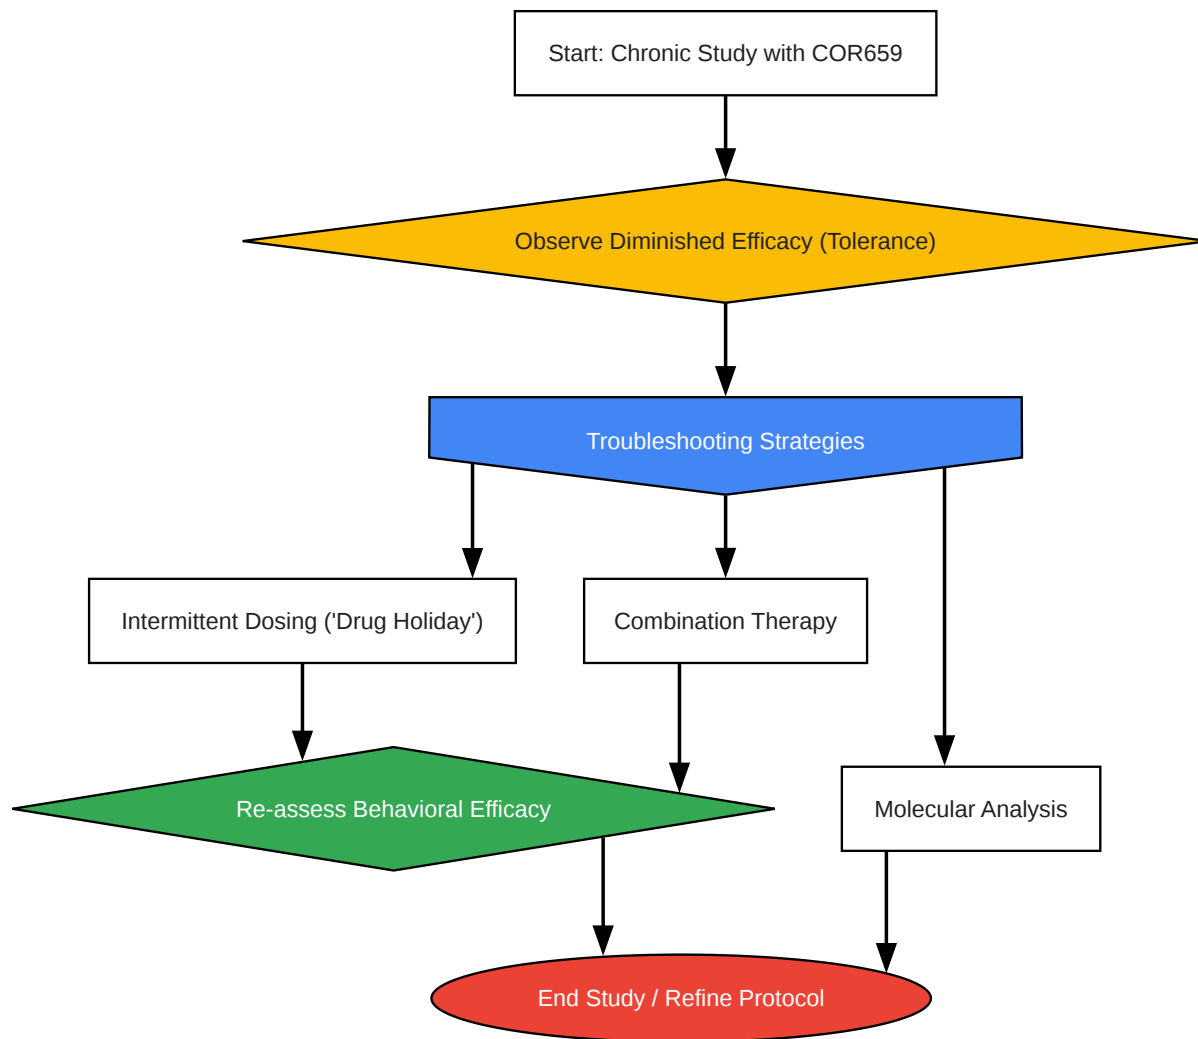 Start: Chronic Study with COR659
Observe Diminished Efficacy (Tolerance)
Troubleshooting Strategies
Intermittent Dosing ('Drug Holiday')
Combination Therapy
Re-assess Behavioral Efficacy
Molecular Analysis
End Study / Refine Protocol